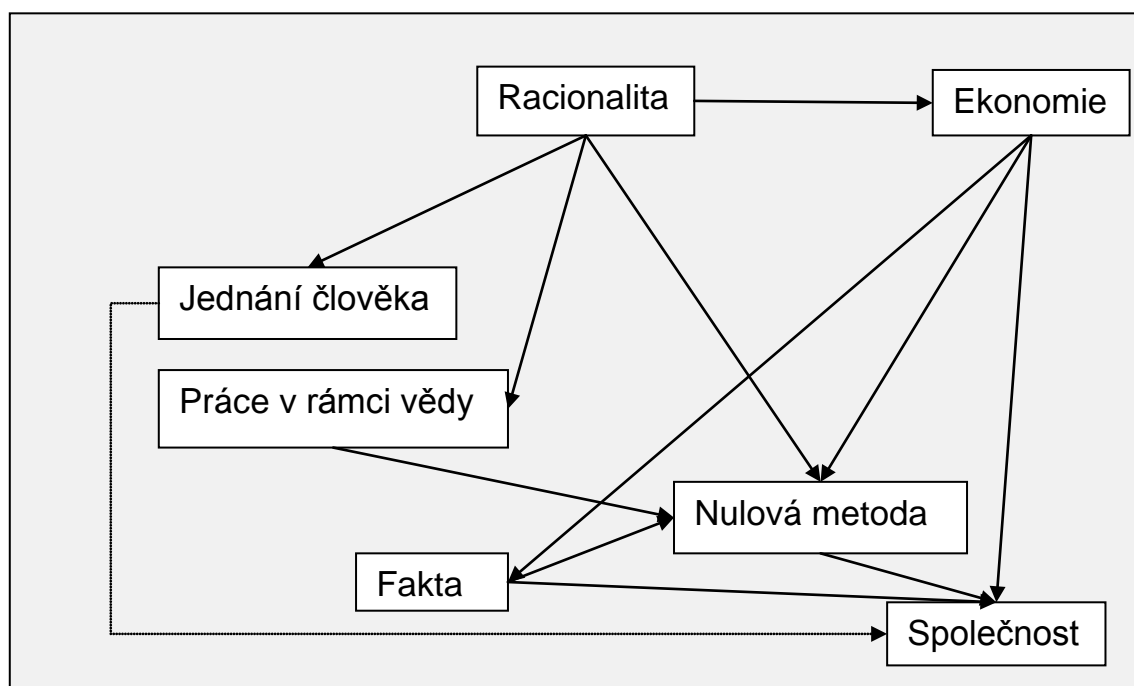 Racionalita
Ekonomie
Jednání člověka
Práce v rámci vědy
Nulová metoda
Fakta
Společnost